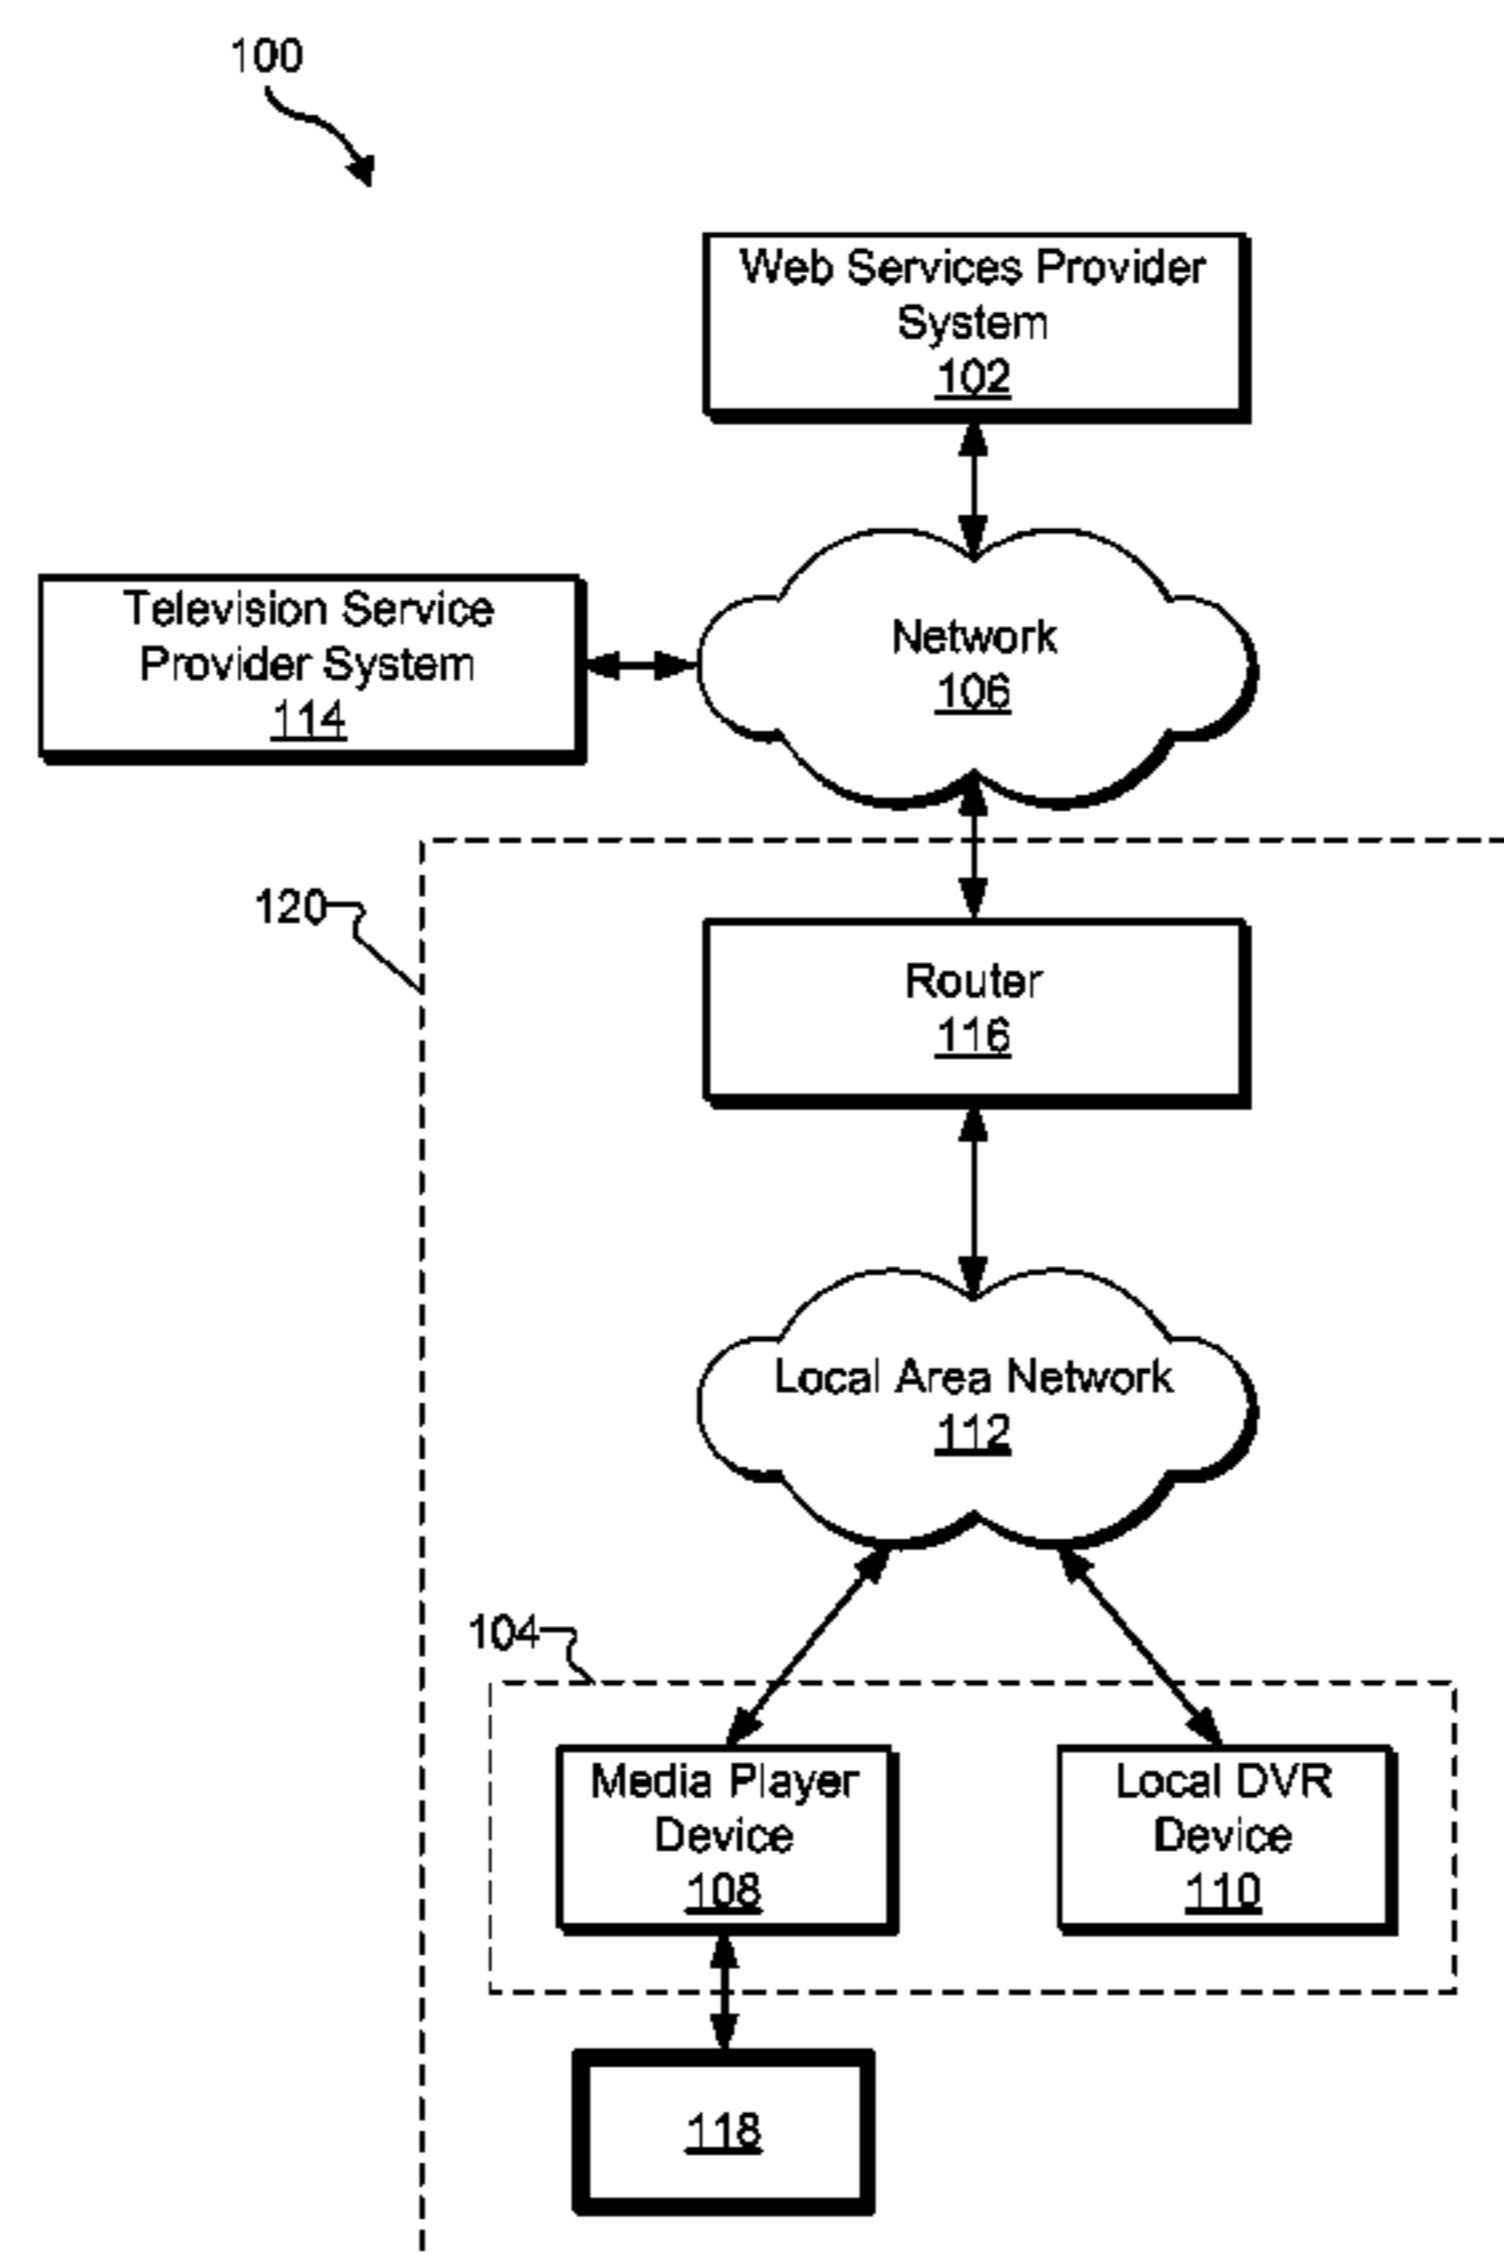 100
Web Services Provider
System
102
Television Service
Provider System
114
Network
106
120
Router
116
Local Area Network
112
104
Media Player
Device
108
Local DVR
Device
110
118